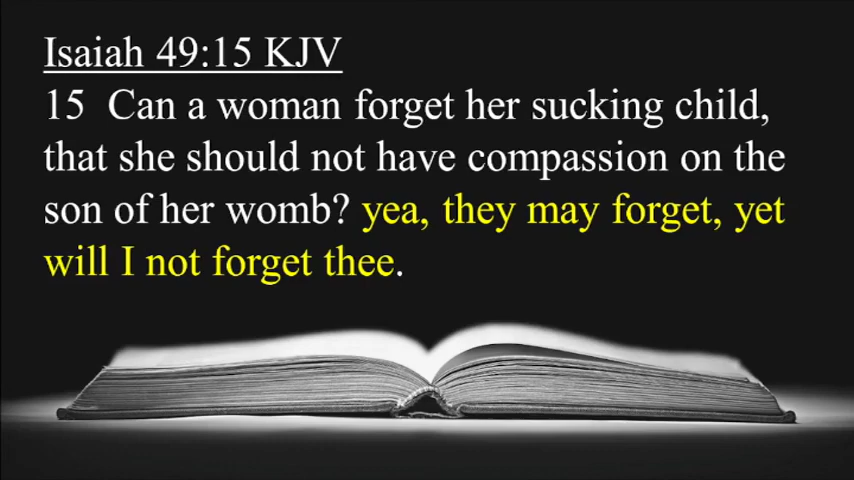 Isaiah 49:15 KJV
15 Can a woman forget her sucking child,
that she should not have compassion on the
son of her womb? yea, they may forget, yet
will I not forget thee.